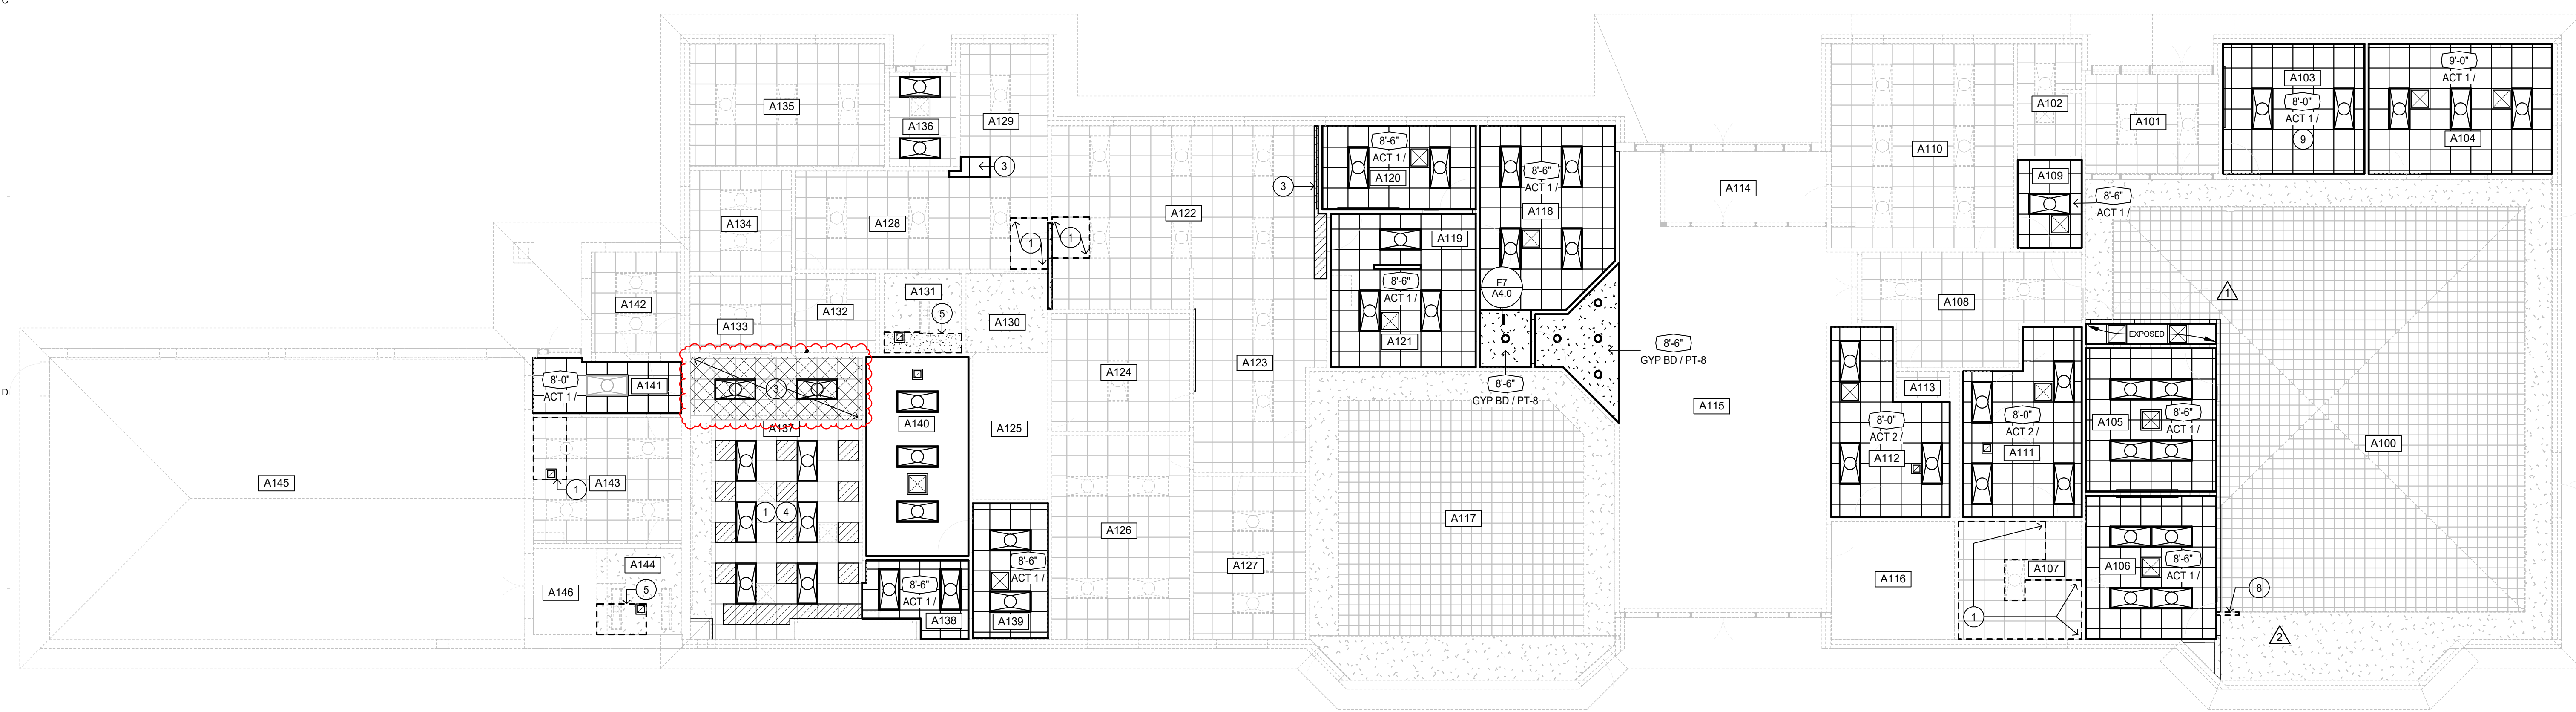 C
A135
A136
A129
3
A134
A128
1
1
A122
3
8'-6"
ACT 1 /
A120
8'-6"
ACT 1 /
A118
A119
8'-6"
ACT 1 /
A121
F7
A4.0
8'-6"
GYP BD / PT-8
8'-6"
GYP BD / PT-8
A114
A115
A110
A102
A101
A103
8'-0"
ACT 1 /
9
9'-0"
ACT 1 /
A104
A109
8'-6"
ACT 1 /
A108
1
EXPOSED
A142
A133
A132
A131
5
A130
D
8'-0"
ACT 1 /
A141
3
A137
A140
A125
A124
A123
A113
8'-0"
ACT 2 /
A112
8'-0"
ACT 2 /
A111
A105
8'-6"
ACT 1 /
A100
A145
A143
1
1
4
A126
A127
A117
A144
5
A146
8'-6"
ACT 1 /
A138
8'-6"
ACT 1 /
A139
A116
A107
1
A106
8'-6"
ACT 1 /
8
2